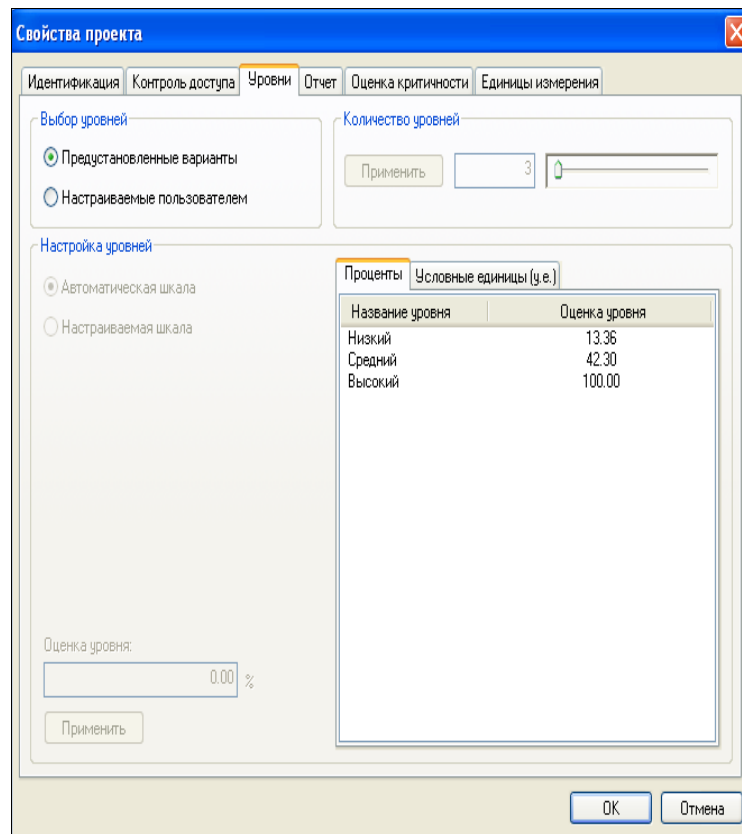 Свойства проекта
Идентификация Контроль доступа Уровни Отчет Оценка критичности Единицы измерения
Выбор уровней
Предустановленные варианты
Настраиваемые пользователем
Количество уровней
Применить 3
Настройка уровней
Автоматическая шкала
Настраиваемая шкала
Проценты Условные единицы (у.е.)
Название уровня Оценка уровня
Низкий 13.36
Средний 42.30
Высокий 100.00
Оценка уровня:
0.00 %
Применить
OK Отмена